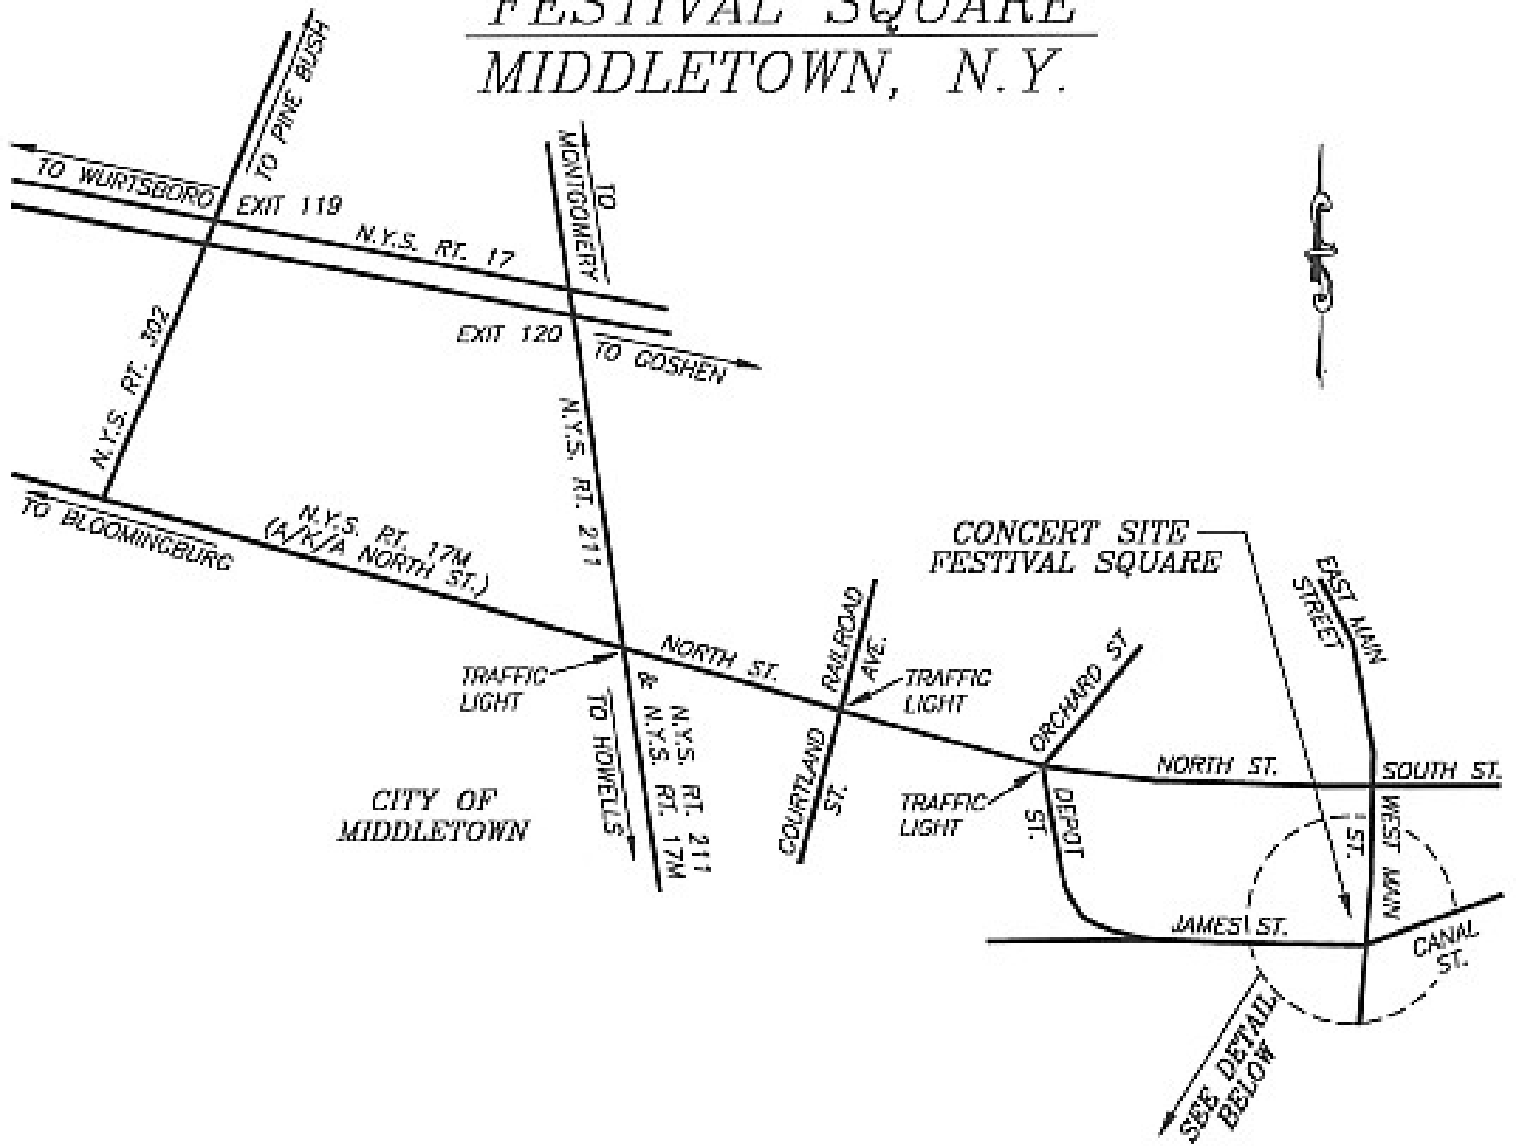 FESTIVAL SQUARE
MIDDLETOWN, N.Y.
TO PINE BUSH
TO WURTSBORO
EXIT 119
N.Y.S. RT. 17
TO
MONTGOMERY
EXIT 120
TO GOSHEN
N.Y.S. RT. 302
N.Y.S. RT. 211
TO BLOOMINGBURG
N.Y.S. RT. 17M
(A/K/A NORTH ST.)
CONCERT SITE
FESTIVAL SQUARE
EAST MAIN
STREET
TRAFFIC
LIGHT
NORTH ST.
RAILROAD
AVE.
TRAFFIC
LIGHT
ORCHARD ST
&
N.Y.S. RT. 211
N.Y.S. RT. 17M
TO HOWELLS
CITY OF
MIDDLETOWN
COURTLAND
ST.
TRAFFIC
LIGHT
DEPOT
ST.
NORTH ST.
SOUTH ST.
WEST MAIN
ST.
JAMES ST.
CANAL
ST.
SEE DETAIL
BELOW